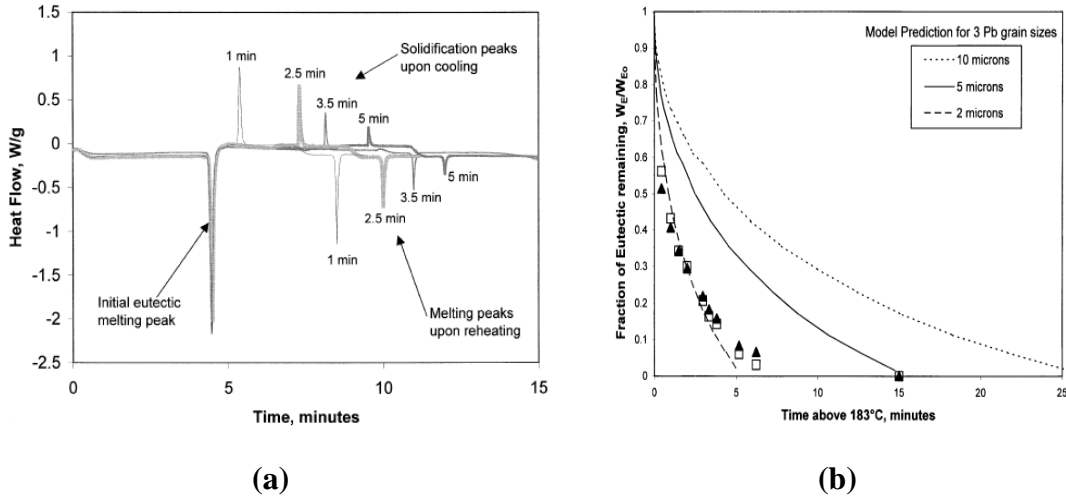 1.5
1
0.5
0
-0.5
-1
-1.5
-2
-2.5
Heat Flow, W/g
1 min
Solidification peaks
upon cooling
2.5 min
3.5 min
5 min
5 min
3.5 min
2.5 min
1 min
Initial eutectic
melting peak
Melting peaks
upon reheating
0
5
10
15
Time, minutes
(a)
1
0.9
0.8
0.7
0.6
0.5
0.4
0.3
0.2
0.1
0
Fraction of Eutectic remaining, WE/WEo
Model Prediction for 3 Pb grain sizes
10 microns
5 microns
2 microns
0
5
10
15
20
25
Time above 183°C, minutes
(b)